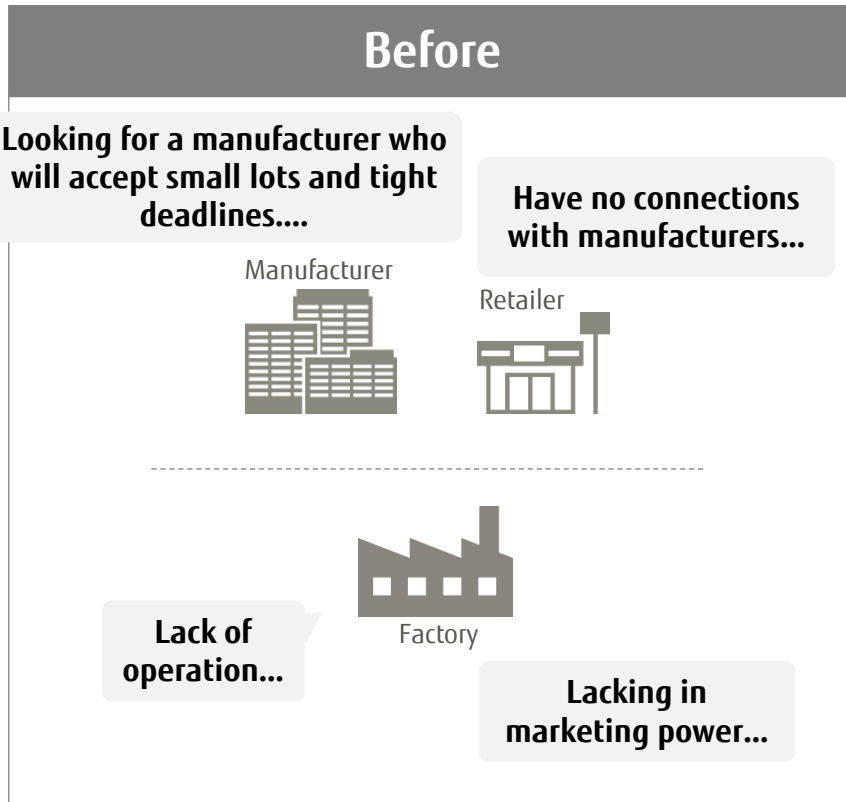 Before
Looking for a manufacturer who
will accept small lots and tight
deadlines....
Have no connections
with manufacturers...
Manufacturer
Retailer
Factory
Lack of
operation...
Lacking in
marketing power...